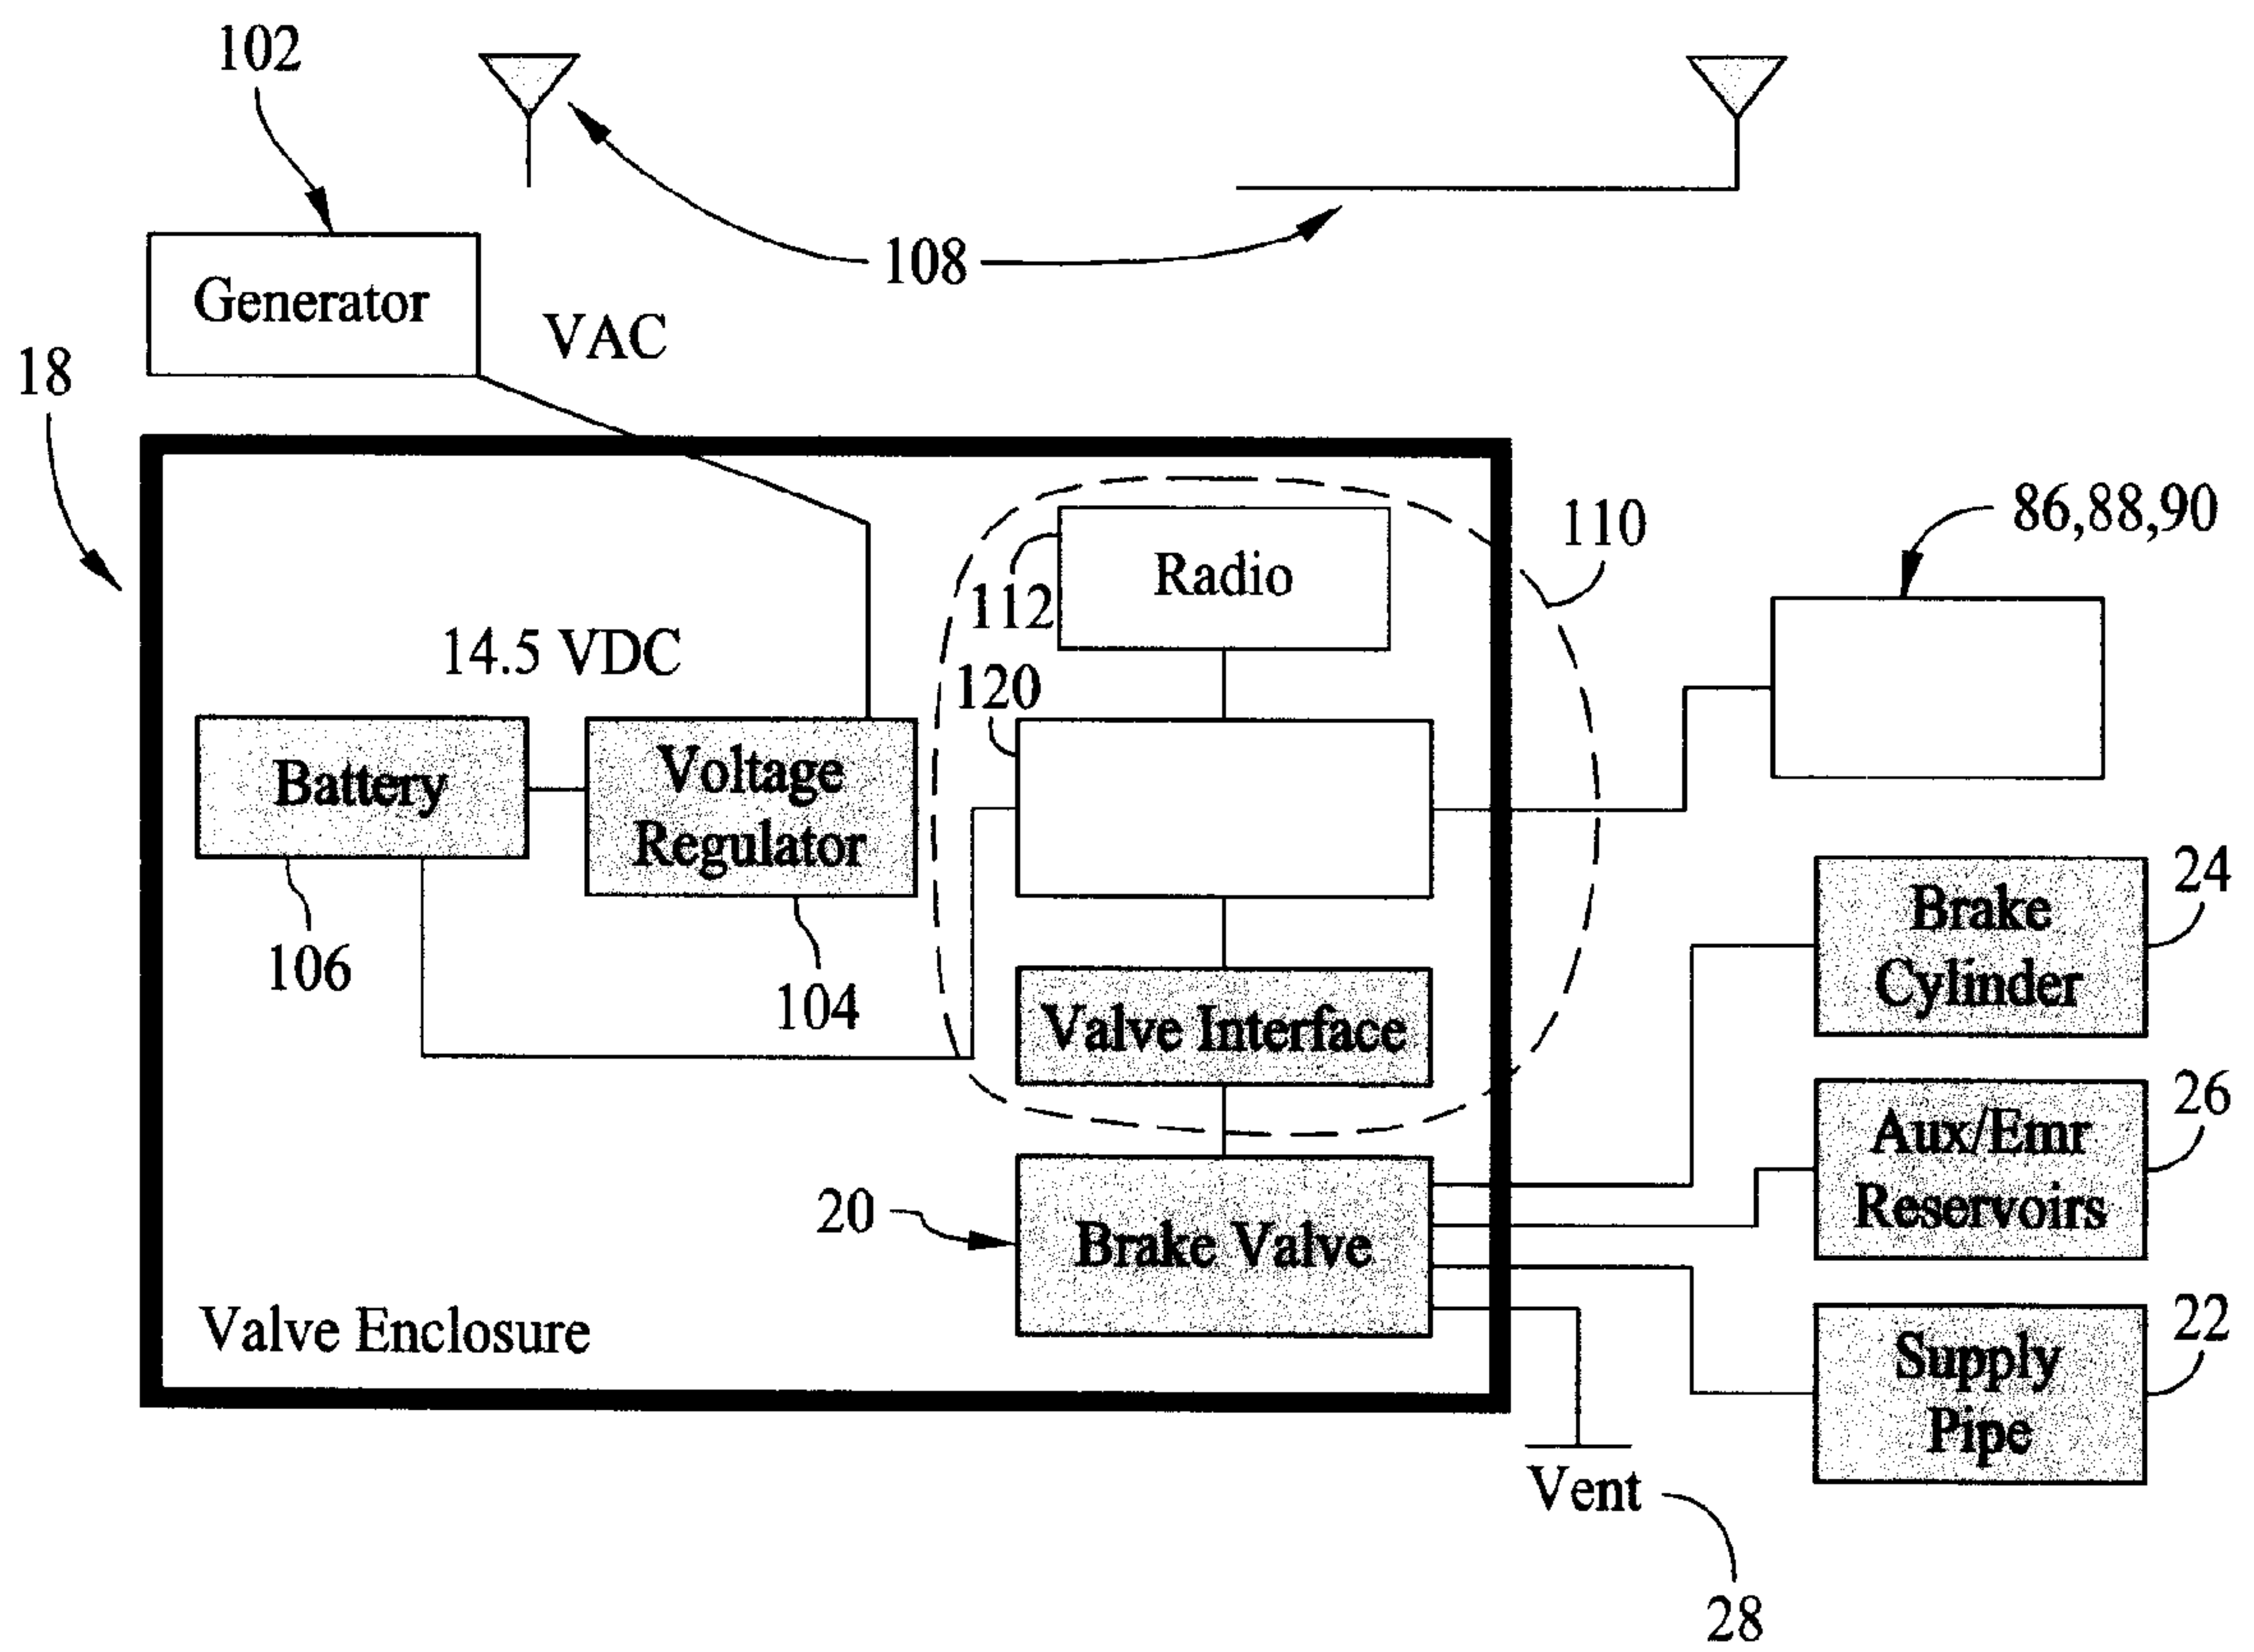 102
108
Generator
VAC
18
86,88,90
110
Radio
112
14.5 VDC
120
Battery
Voltage
Regulator
24
Brake
Cylinder
106
104
Valve Interface
26
Aux/Emr
Reservoirs
20
Brake Valve
Valve Enclosure
22
Supply
Pipe
Vent
28